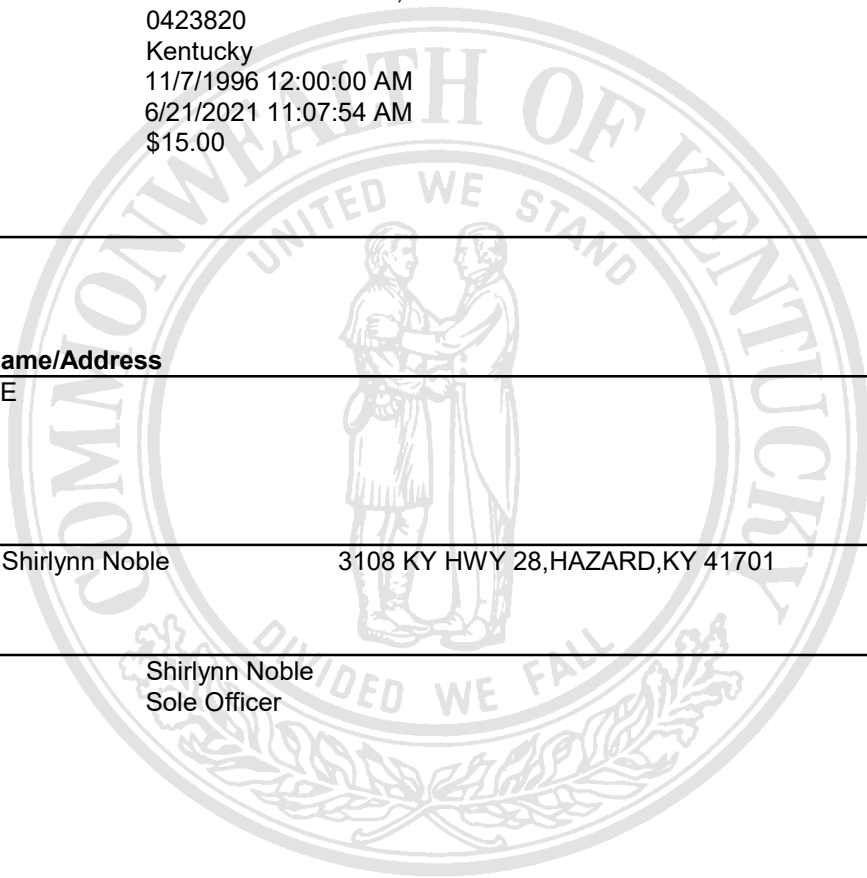 0423820
Kentucky
11/7/1996 12:00:00 AM
6/21/2021 11:07:54 AM
$15.00
COMMONWEALTH OF KENTUCKY
UNITED WE STAND
ame/Address
E
Shirlynn Noble 3108 KY HWY 28,HAZARD,KY 41701
DIVIDED WE FALL
Shirlynn Noble
Sole Officer